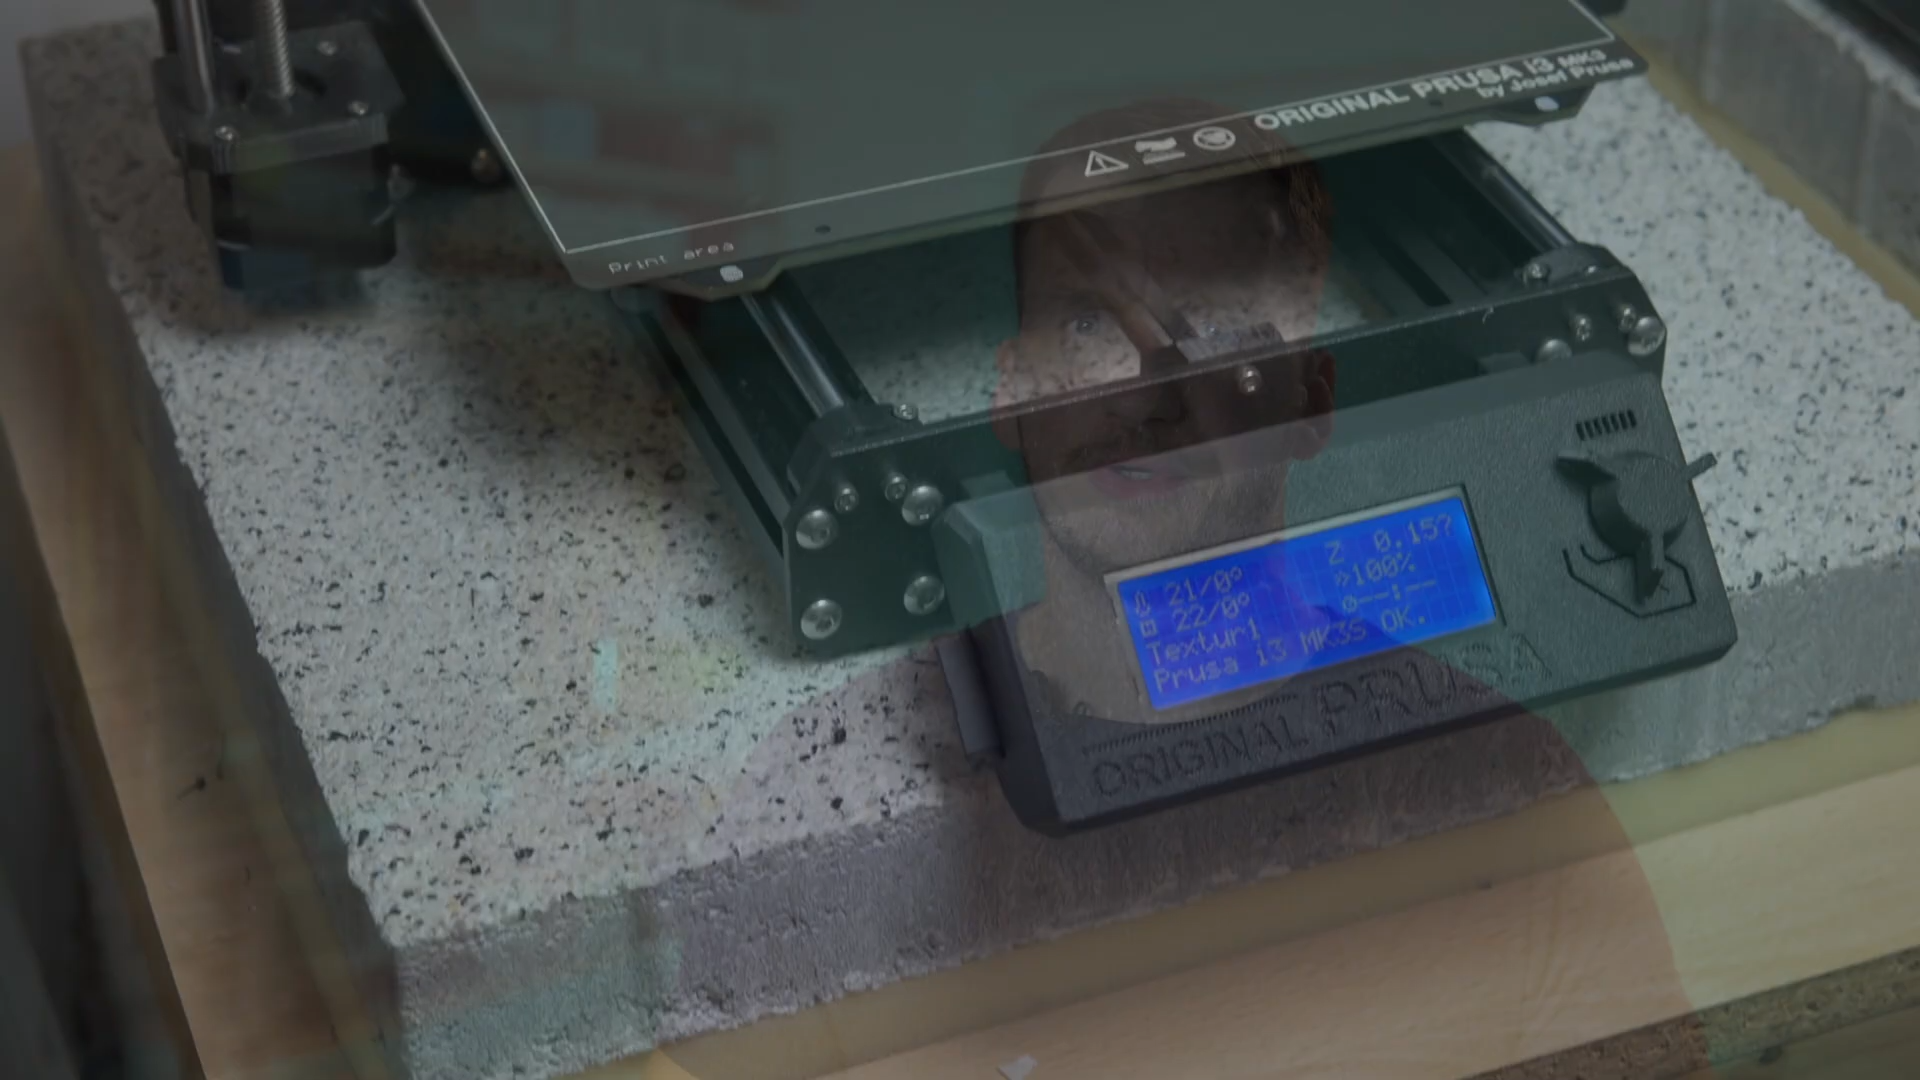 ORIGINAL PRUSA i3 MK3
by Josef Prusa
Print area
21/0° Z 0.15?
22/0° 100%
--:--
Textur1
Prusa i3 MK3S OK.
ORIGINAL PRUSA